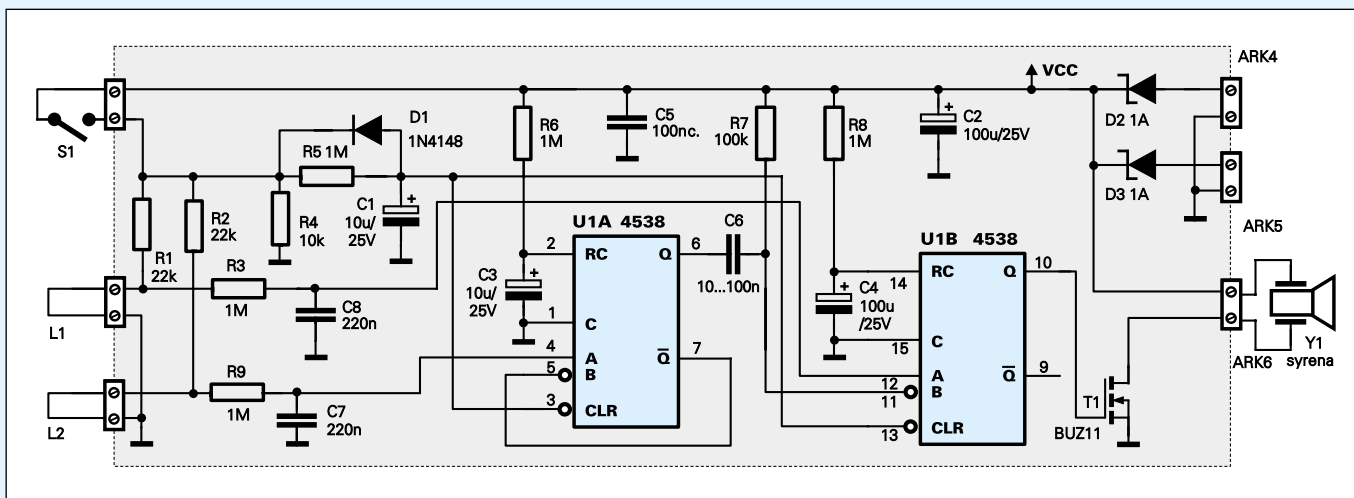 S1
L1
L2
R1
22k
R2
22k
R3
1M
C8
220n
R9
1M
C7
220n
R4
10k
R5 1M
D1
1N4148
C1
10u/
25V
+
R6
1M
C5
100nc.
R7
100k
R8
1M
C2
100u/25V
+
VCC
D2 1A
D3 1A
ARK4
ARK5
ARK6
Y1
syrena
C3
10u/
25V
+
U1A 4538
2
RC
Q
6
1
C
4
A
5
B
3
CLR
Q
7
C6
10...100n
C4
100u
/25V
+
U1B 4538
14
RC
Q
10
15
C
12
A
11
B
13
CLR
Q
9
T1
BUZ11